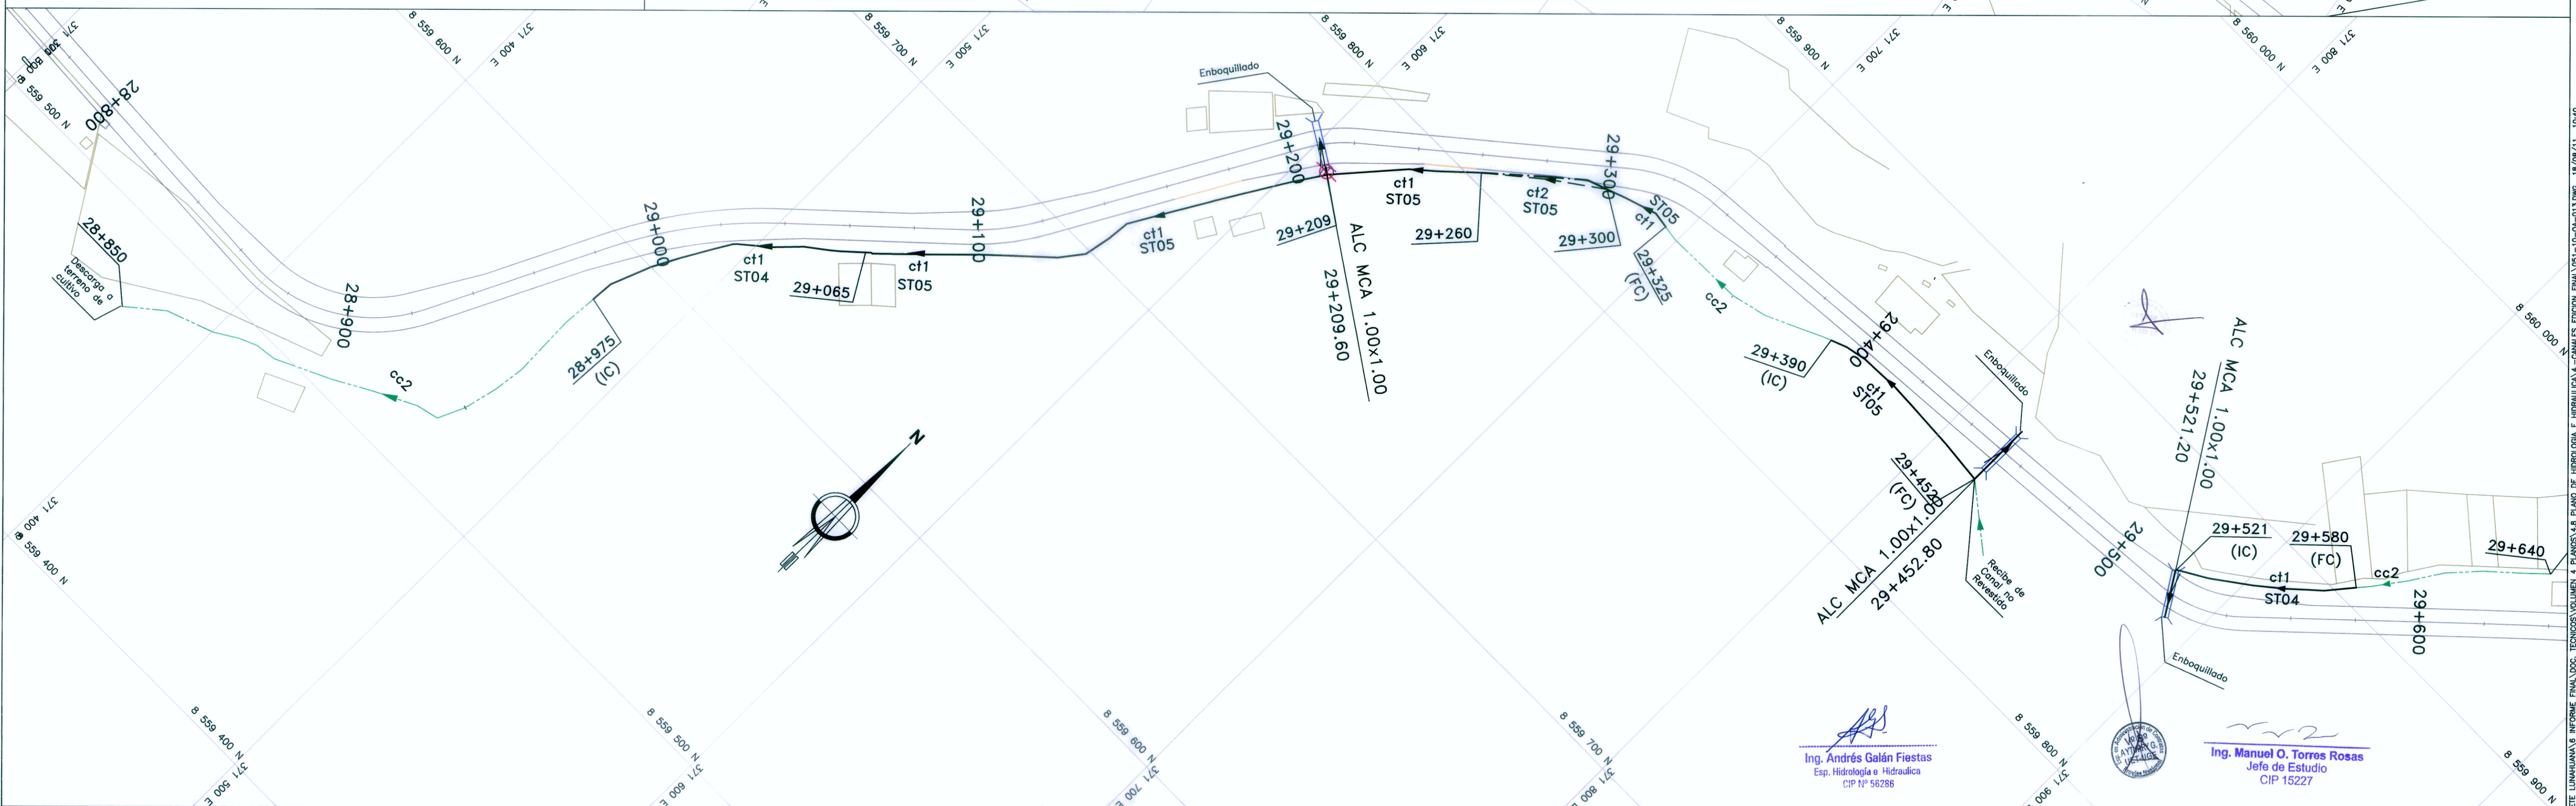 8 559 600 N
371 400 E
8 559 700 N
371 500 E
8 559 800 N
371 600 E
8 559 900 N
371 700 E
8 560 000 N
371 800 E
8 559 500 N
28+800
28+850
Descarga a
terreno de
cultivo
28+900
cc2
28+975
(IC)
29+000
ct1
ST04
29+065
ct1
ST05
29+100
ct1
ST05
Enboquillado
29+200
29+209
ALC MCA 1.00x1.00
29+209.60
ct1
ST05
29+260
ct2
ST05
29+300
29+300
ct1
ST05
29+325
(FC)
cc2
29+390
(IC)
29+400
ct1
ST05
Enboquillado
29+452
(FC)
ALC MCA 1.00x1.00
29+452.80
Recibe de
Canal no
Revestido
29+500
ALC MCA 1.00x1.00
29+521.20
29+521
(IC)
29+580
(FC)
ct1
ST04
cc2
29+600
29+640
Enboquillado
8 560 000 N
N
371 400
8 559 400 N
8 559 400 N
371 500 E
8 559 500 N
371 600 E
8 559 600 N
371 700 E
8 559 700 N
371 800 E
8 559 800 N
371 900
8 559 900 N
Ing. Andrés Galán Fiestas
Esp. Hidrología e Hidraulica
CIP Nº 56286
Ing. Manuel O. Torres Rosas
Jefe de Estudio
CIP 15227